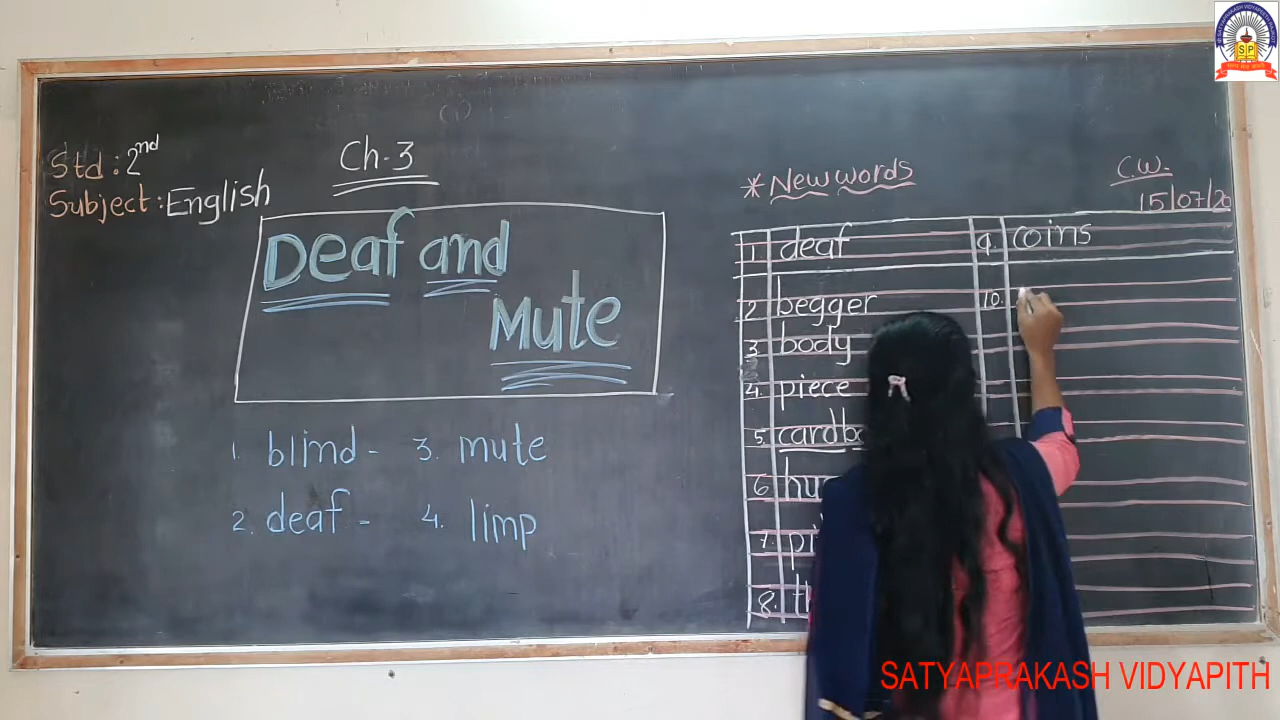 Std: 2nd
Subject: English
Ch-3
Deaf and
Mute
1. blind - 3. mute
2. deaf - 4. limp
* New words
C.W.
15/07/20
1. deaf 9. coins
2 begger 10.
3. body
4. piece
5.
6
7.
8.
SP
SATYAPRAKASH VIDYAPITH